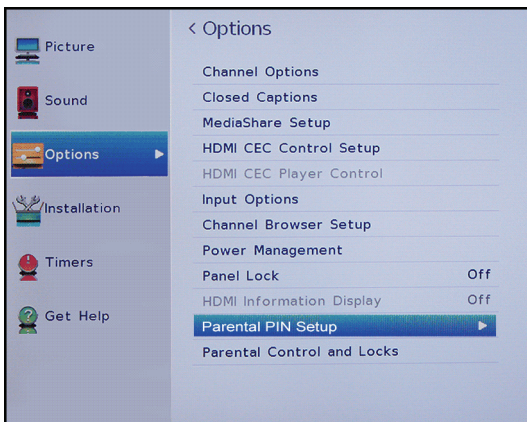 < Options
Picture
Sound
Options
Installation
Timers
Get Help
Channel Options
Closed Captions
MediaShare Setup
HDMI CEC Control Setup
HDMI CEC Player Control
Input Options
Channel Browser Setup
Power Management
Panel Lock Off
HDMI Information Display Off
Parental PIN Setup
Parental Control and Locks